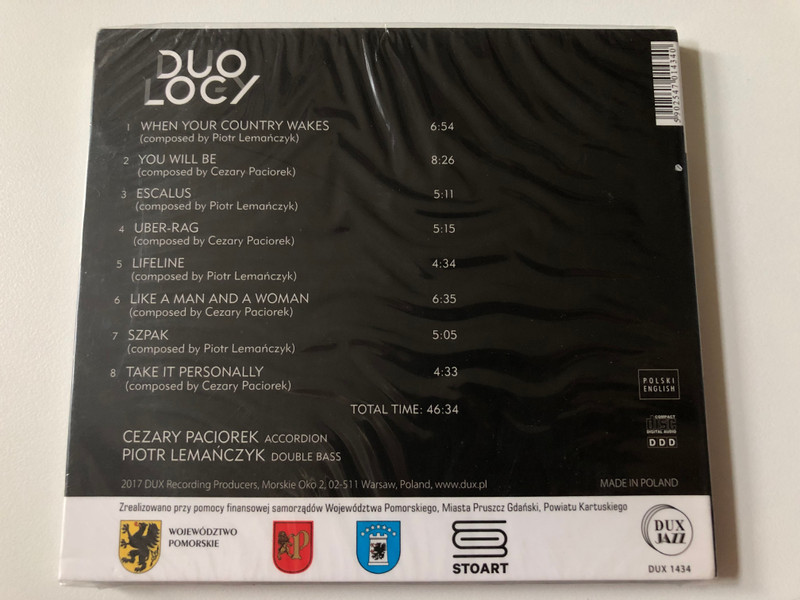 DUO
LOGY
5902547014340
1 WHEN YOUR COUNTRY WAKES 6:54
(composed by Piotr Lemańczyk)
2 YOU WILL BE 8:26
(composed by Cezary Paciorek)
3 ESCALUS 5:11
(composed by Piotr Lemańczyk)
4 UBER-RAG 5:15
(composed by Cezary Paciorek)
5 LIFELINE 4:34
(composed by Piotr Lemańczyk)
6 LIKE A MAN AND A WOMAN 6:35
(composed by Cezary Paciorek)
7 SZPAK 5:05
(composed by Piotr Lemańczyk)
8 TAKE IT PERSONALLY 4:33
(composed by Cezary Paciorek)
TOTAL TIME: 46:34
POLSKI
ENGLISH
COMPACT
disc
DIGITAL AUDIO
DDD
CEZARY PACIOREK ACCORDION
PIOTR LEMAŃCZYK DOUBLE BASS
2017 DUX Recording Producers, Morskie Oko 2, 02-511 Warsaw, Poland, www.dux.pl MADE IN POLAND
Zrealizowano przy pomocy finansowej samorządów Województwa Pomorskiego, Miasta Pruszcz Gdański, Powiatu Kartuskiego
WOJEWÓDZTWO
POMORSKIE
P
STOART
DUX
JAZZ
DUX 1434